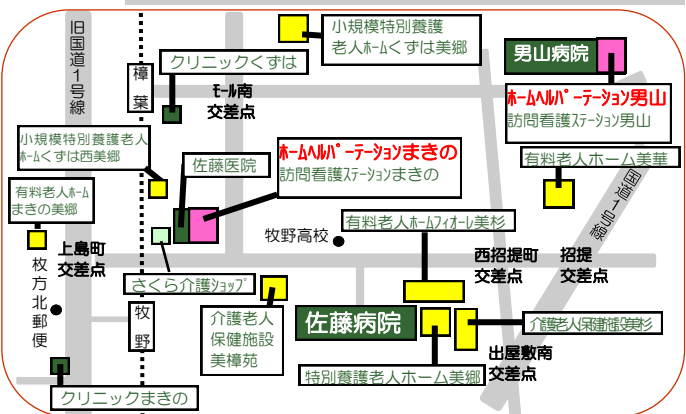 旧国道1号線
樟葉
クリニックくずは
モール南
交差点
小規模特別養護
老人ホームくずは美郷
男山病院
ホームヘルパーテーション男山
訪問看護ステーション男山
有料老人ホーム美華
国道1号線
小規模特別養護老人
ホームくずは西美郷
佐藤医院
ホームヘルパーテーションまきの
訪問看護ステーションまきの
有料老人ホーム
まきの美郷
上島町
交差点
牧野高校
有料老人ホームフィオーレ美杉
西招提町
交差点
招提
交差点
さくら介護ショップ
枚方北郵便
牧野
介護老人
保健施設
美樟苑
佐藤病院
介護老人保健施設美杉
出屋敷南
交差点
特別養護老人ホーム美郷
クリニックまきの